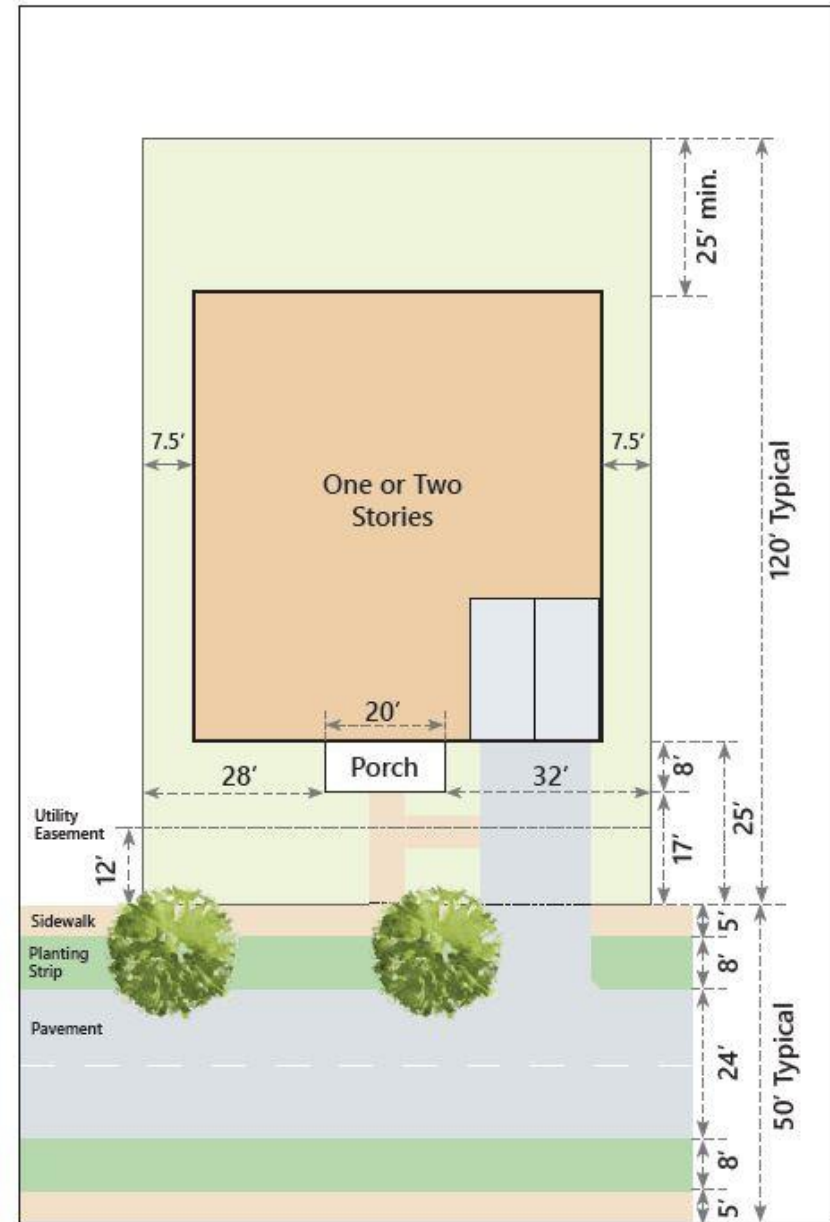 25' min.
7.5'
7.5'
One or Two
Stories
120' Typical
20'
Porch
28'
32'
8'
Utility
Easement
12'
17'
25'
Sidewalk
5'
Planting
Strip
8'
Pavement
24'
50' Typical
8'
5'